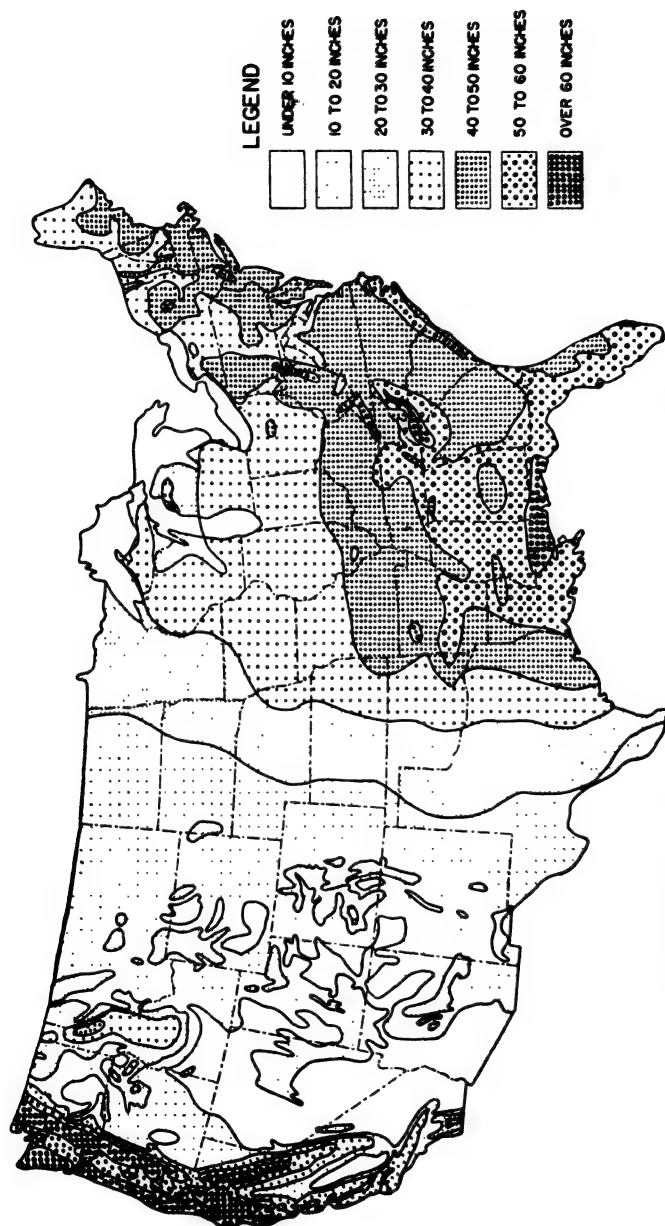 LEGEND
UNDER 10 INCHES
10 TO 20 INCHES
20 TO 30 INCHES
30 TO 40 INCHES
40 TO 50 INCHES
50 TO 60 INCHES
OVER 60 INCHES